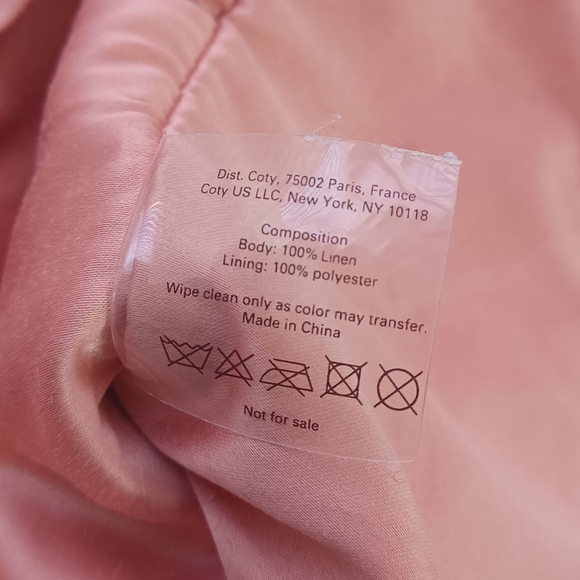 Dist. Coty, 75002 Paris, France
Coty US LLC, New York, NY 10118
Composition
Body: 100% Linen
Lining: 100% polyester
Wipe clean only as color may transfer.
Made in China
Not for sale